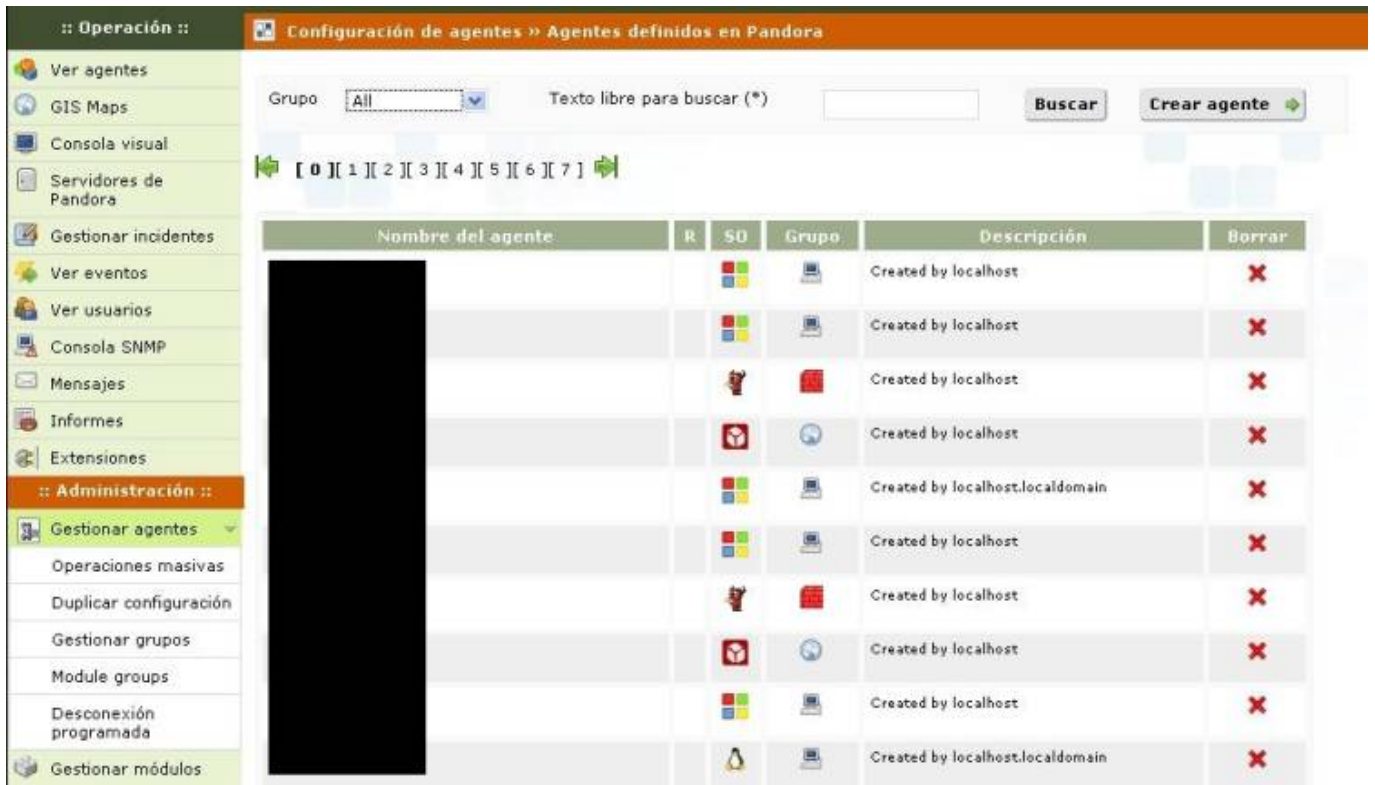 :: Operación ::
Configuración de agentes » Agentes definidos en Pandora
Ver agentes
GIS Maps
Consola visual
Servidores de
Pandora
Gestionar incidentes
Ver eventos
Ver usuarios
Consola SNMP
Mensajes
Informes
Extensiones
:: Administración ::
Gestionar agentes
Operaciones masivas
Duplicar configuración
Gestionar grupos
Module groups
Desconexión
programada
Gestionar módulos
Grupo All Texto libre para buscar (*) Buscar Crear agente
[ 0 ][ 1 ][ 2 ][ 3 ][ 4 ][ 5 ][ 6 ][ 7 ]
Nombre del agente R SO Grupo Descripción Borrar
Created by localhost
Created by localhost
Created by localhost
Created by localhost
Created by localhost.localdomain
Created by localhost
Created by localhost
Created by localhost
Created by localhost
Created by localhost.localdomain